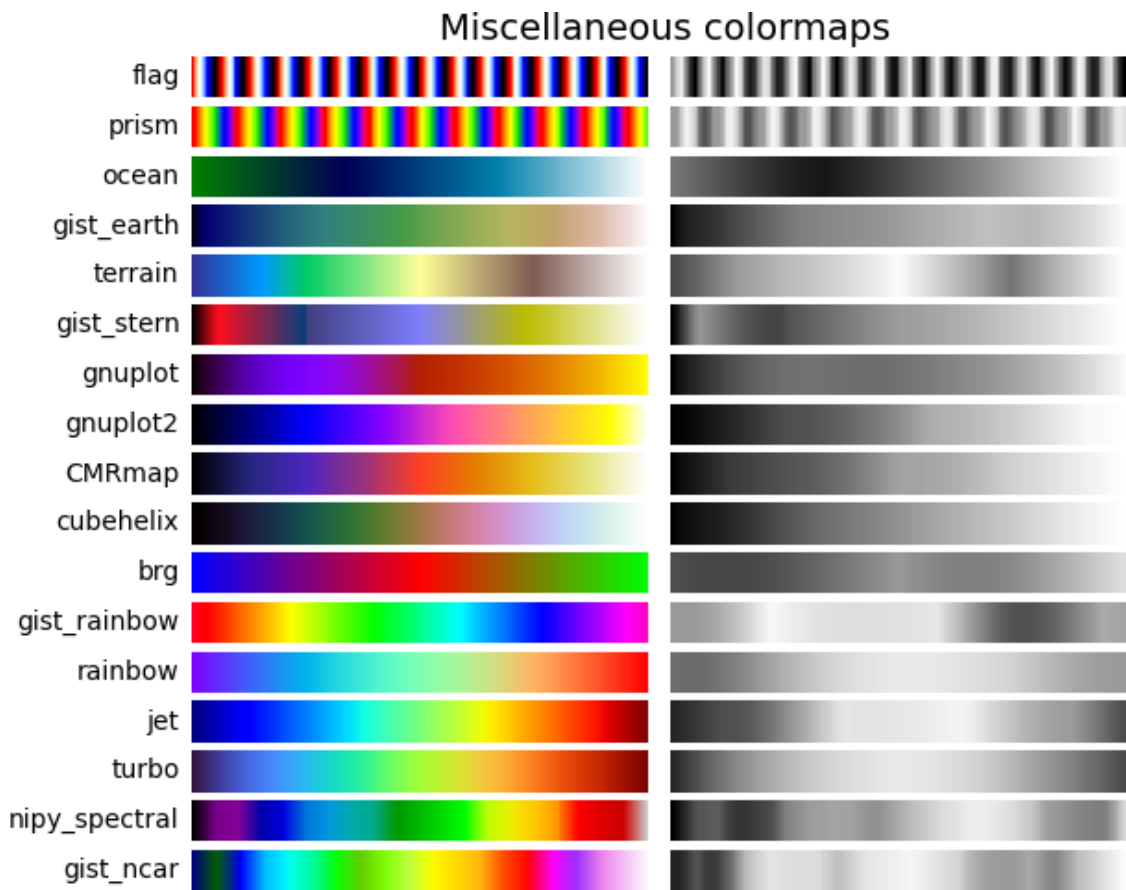 Miscellaneous colormaps
flag
prism
ocean
gist_earth
terrain
gist_stern
gnuplot
gnuplot2
CMRmap
cubehelix
brg
gist_rainbow
rainbow
jet
turbo
nipy_spectral
gist_ncar